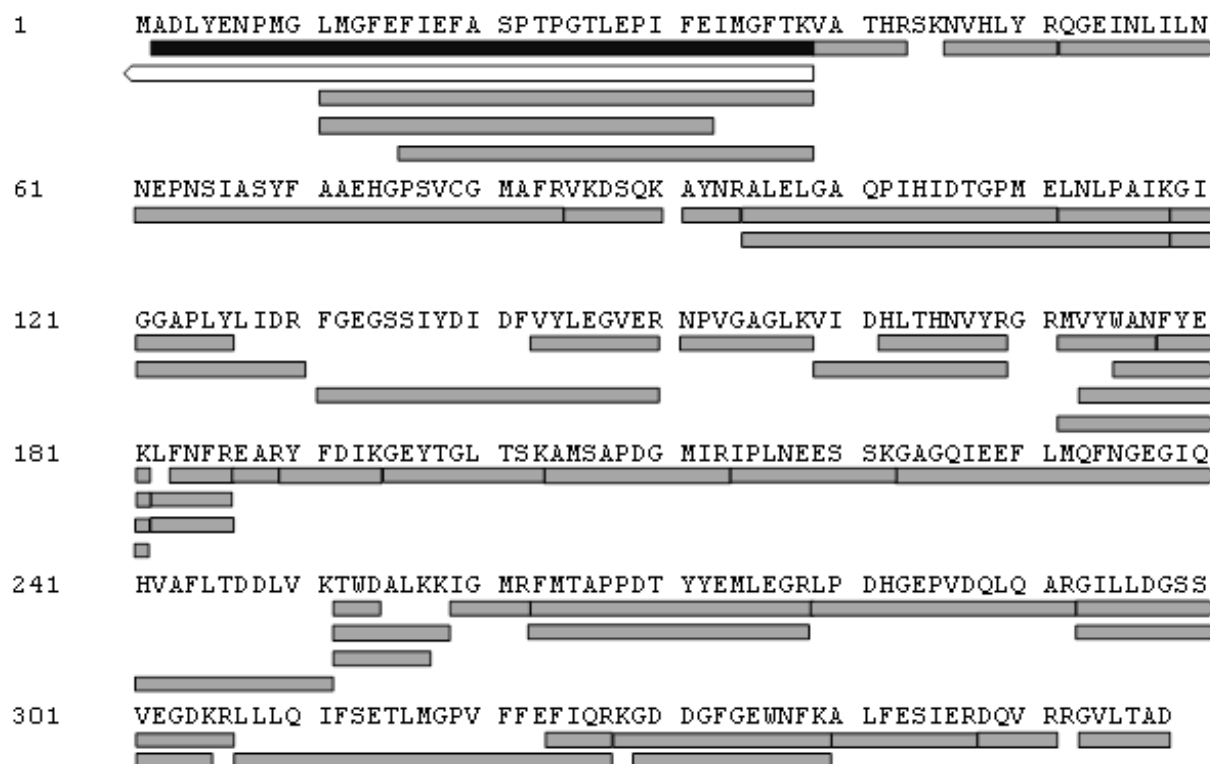 1 MADLYENPMG LMGFEFIEFA SPTPGTLEPI FEIMGFTKVA THRSKNVHLY RQGEINLILN
61 NEPNSIASYF AAEHGPSVCG MAFRVKDSQK AYNRALELGA QPIHIDTGPM ELNLPAIKGI
121 GGAPLYLIDR FGEGSSIYDI DFVYLEGVER NPVGAGLKVI DHLTHNVYRG RMVYWANFYE
181 KLFNFREARY FDIKGEYTGL TSKAMSAPDG MIRIPLNEES SKGAGQIEEF LMQFNGEGIQ
241 HVAFLTDDLV KTWDALKKIG MRFMTAPPDT YYEMLEGRLP DHGEPVDQLQ ARGILLDGSS
301 VEGDKRLLLQ IFSETLMGPV FFEFIQRKGD DGFGEWNFKA LFESIERDQV RRGVLTAD